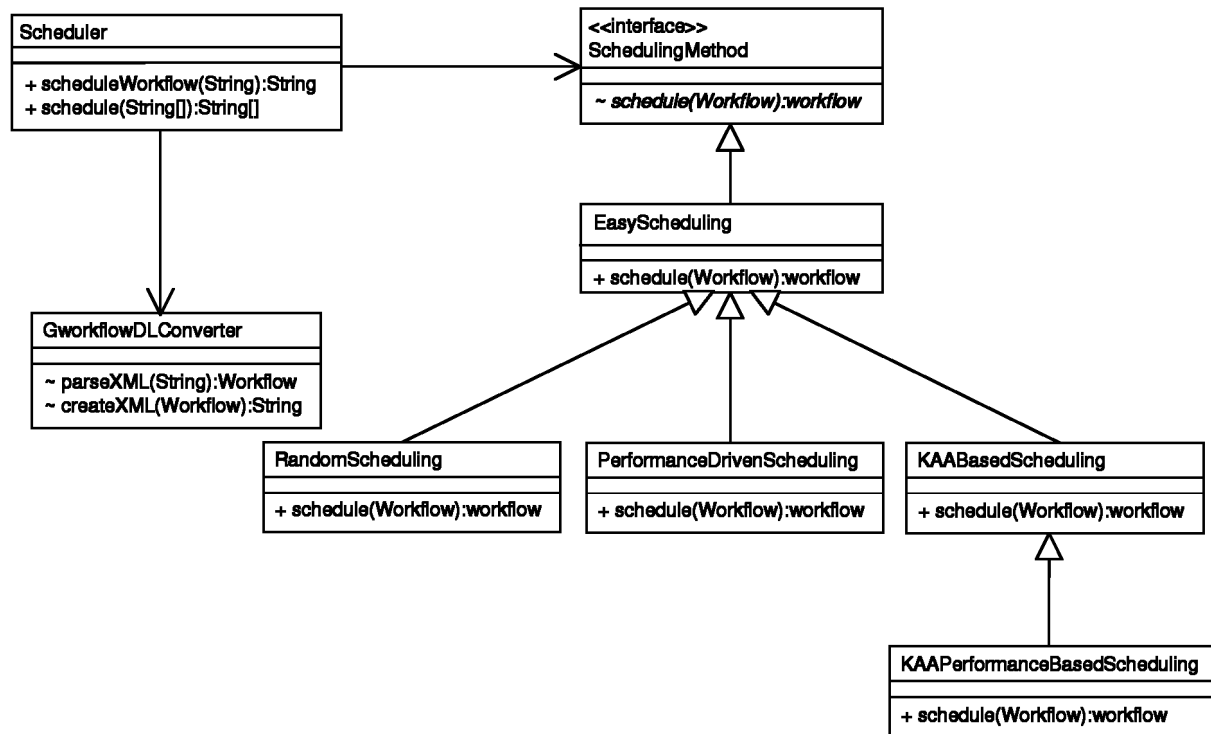 Scheduler
+ scheduleWorkflow(String):String
+ schedule(String[]):String[]
<<interface>>
SchedulingMethod
~ schedule(Workflow):workflow
EasyScheduling
+ schedule(Workflow):workflow
GworkflowDLConverter
~ parseXML(String):Workflow
~ createXML(Workflow):String
RandomScheduling
+ schedule(Workflow):workflow
PerformanceDrivenScheduling
+ schedule(Workflow):workflow
KAABasedScheduling
+ schedule(Workflow):workflow
KAAPerformanceBasedScheduling
+ schedule(Workflow):workflow